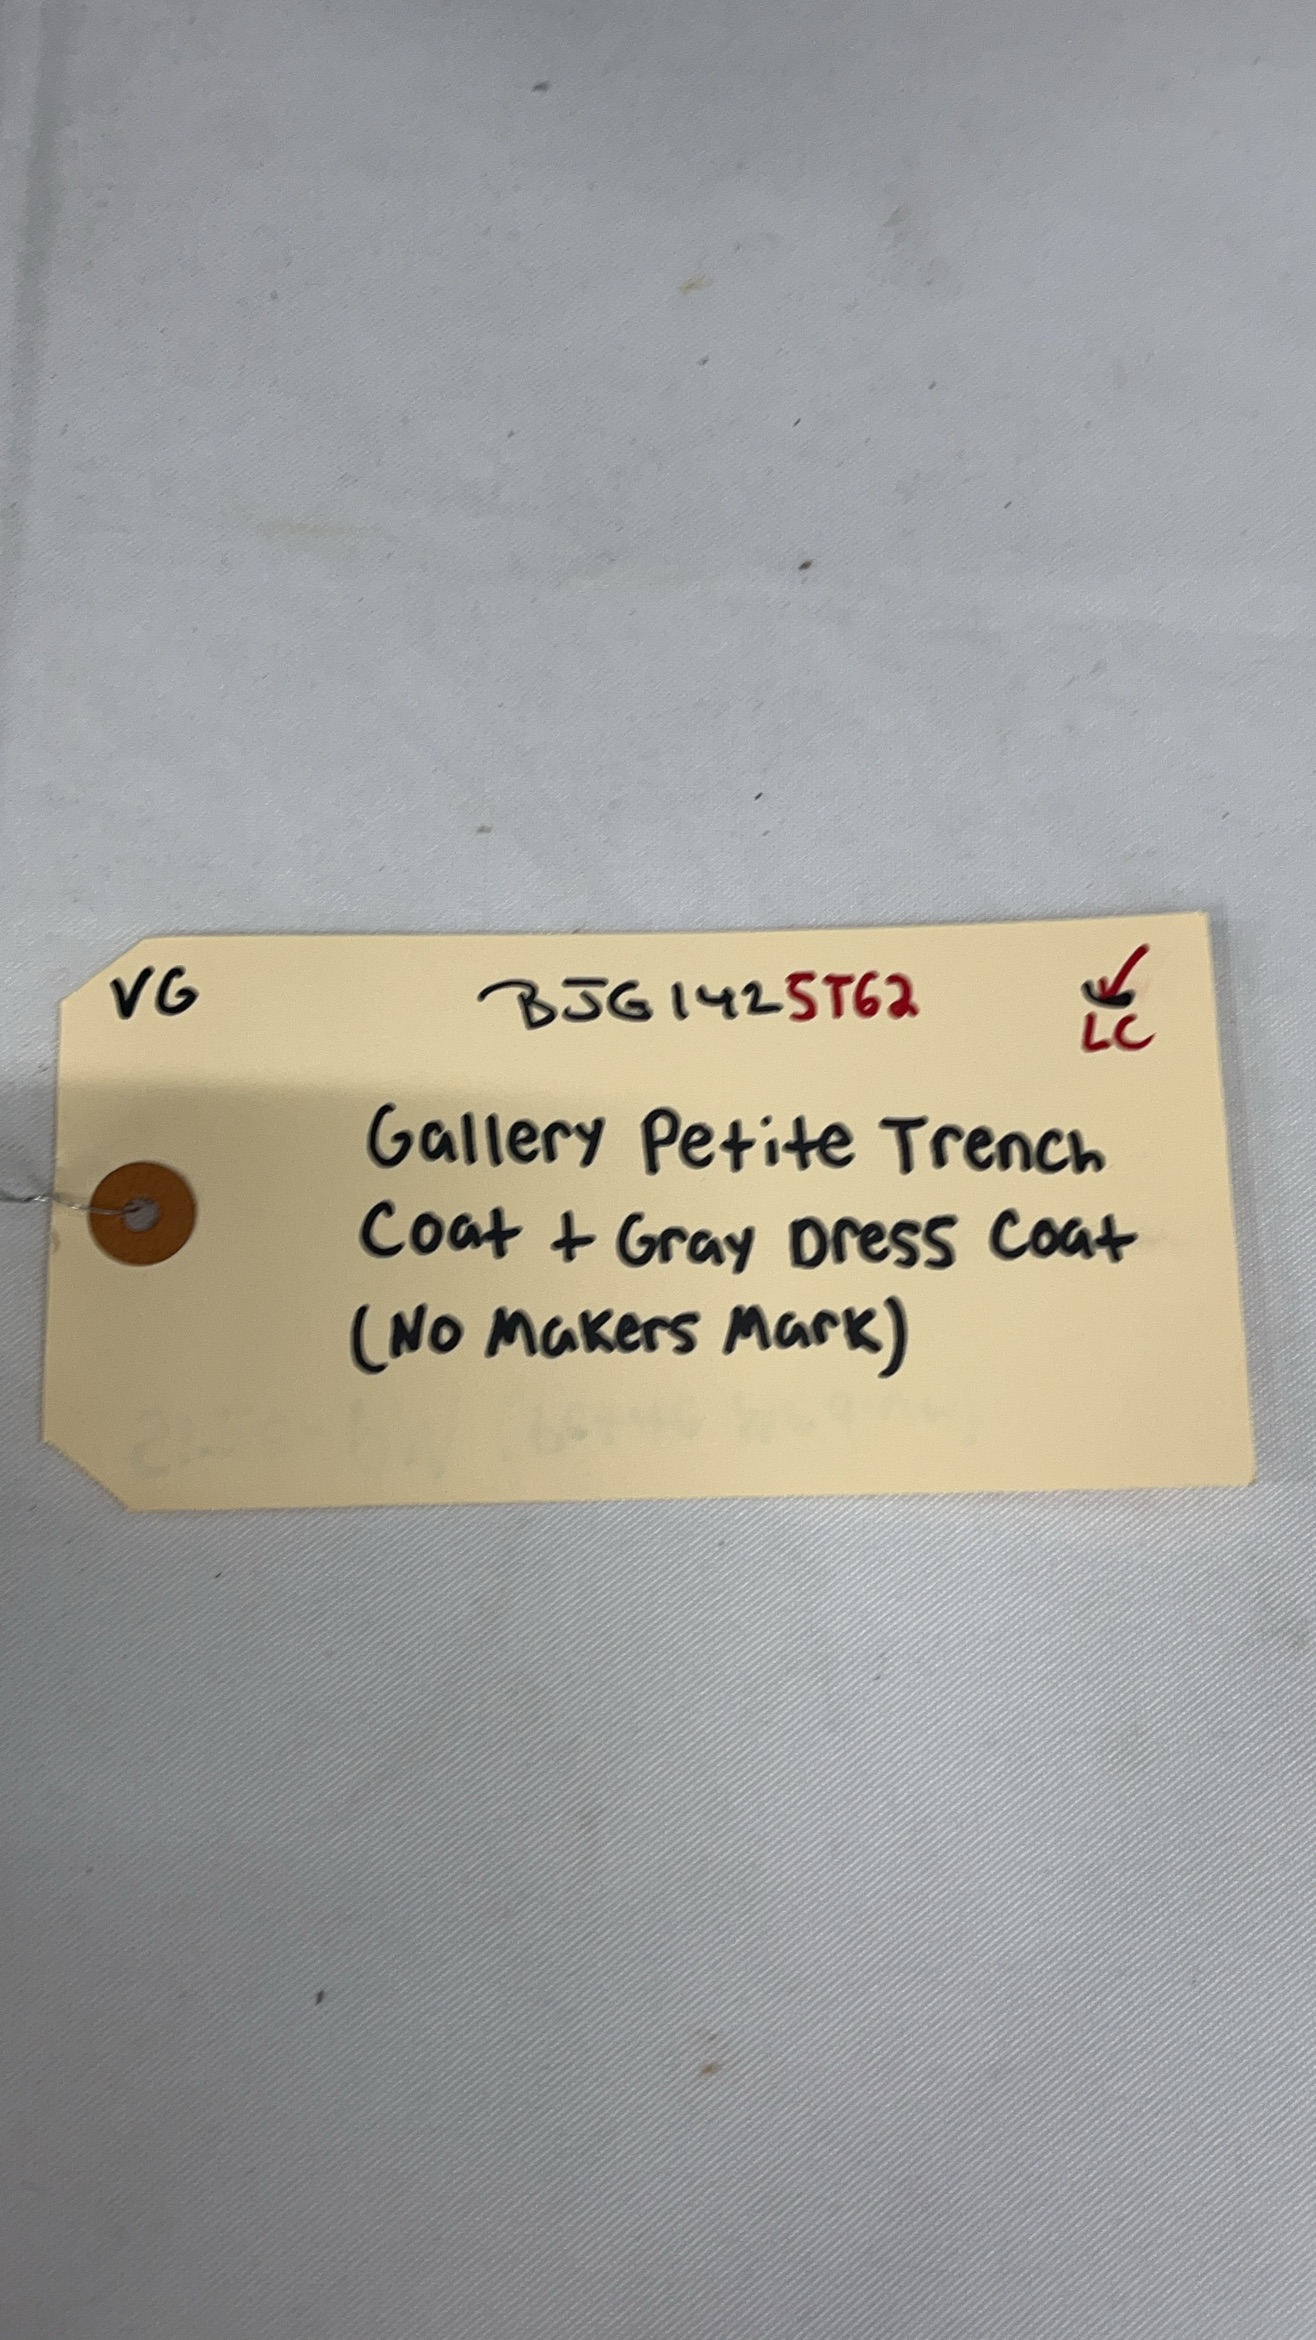 VG BJG1425T62 LC
Gallery Petite Trench
Coat + Gray Dress Coat
(No Makers Mark)